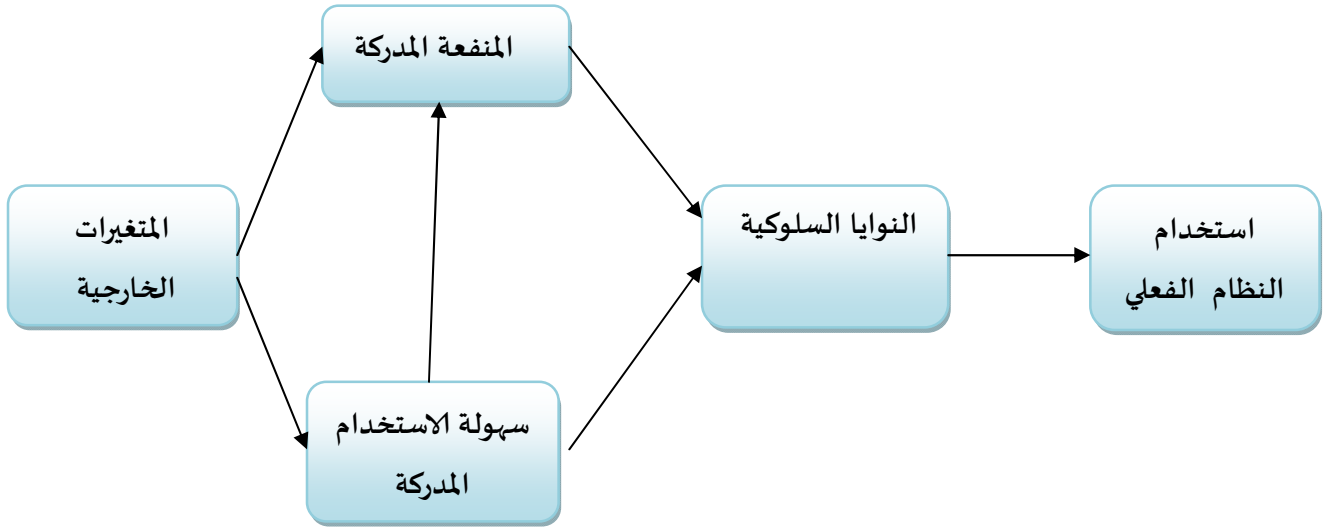 المنفعة المدركة
المتغيرات
الخارجية
النوايا السلوكية
استخدام
النظام الفعلي
سهولة الاستخدام
المدركة